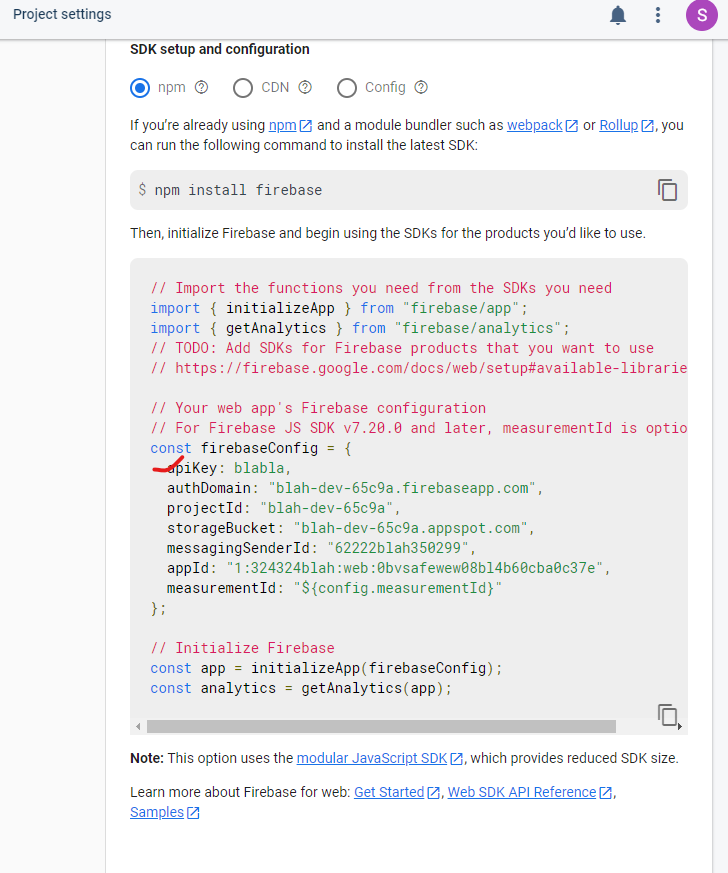 Project settings
S
SDK setup and configuration
npm
CDN
Config
If you’re already using npm and a module bundler such as webpack or Rollup, you
can run the following command to install the latest SDK:
$ npm install firebase
Then, initialize Firebase and begin using the SDKs for the products you’d like to use.
// Import the functions you need from the SDKs you need
import { initializeApp } from "firebase/app";
import { getAnalytics } from "firebase/analytics";
// TODO: Add SDKs for Firebase products that you want to use
// https://firebase.google.com/docs/web/setup#available-librarie
// Your web app's Firebase configuration
// For Firebase JS SDK v7.20.0 and later, measurementId is optio
const firebaseConfig = {
apiKey: blabla,
authDomain: "blah-dev-65c9a.firebaseapp.com",
projectId: "blah-dev-65c9a",
storageBucket: "blah-dev-65c9a.appspot.com",
messagingSenderId: "62222blah350299",
appId: "1:324324blah:web:0bvsafewew08bl4b60cba0c37e",
measurementId: "${config.measurementId}"
};
// Initialize Firebase
const app = initializeApp(firebaseConfig);
const analytics = getAnalytics(app);
Note: This option uses the modular JavaScript SDK, which provides reduced SDK size.
Learn more about Firebase for web: Get Started, Web SDK API Reference,
Samples